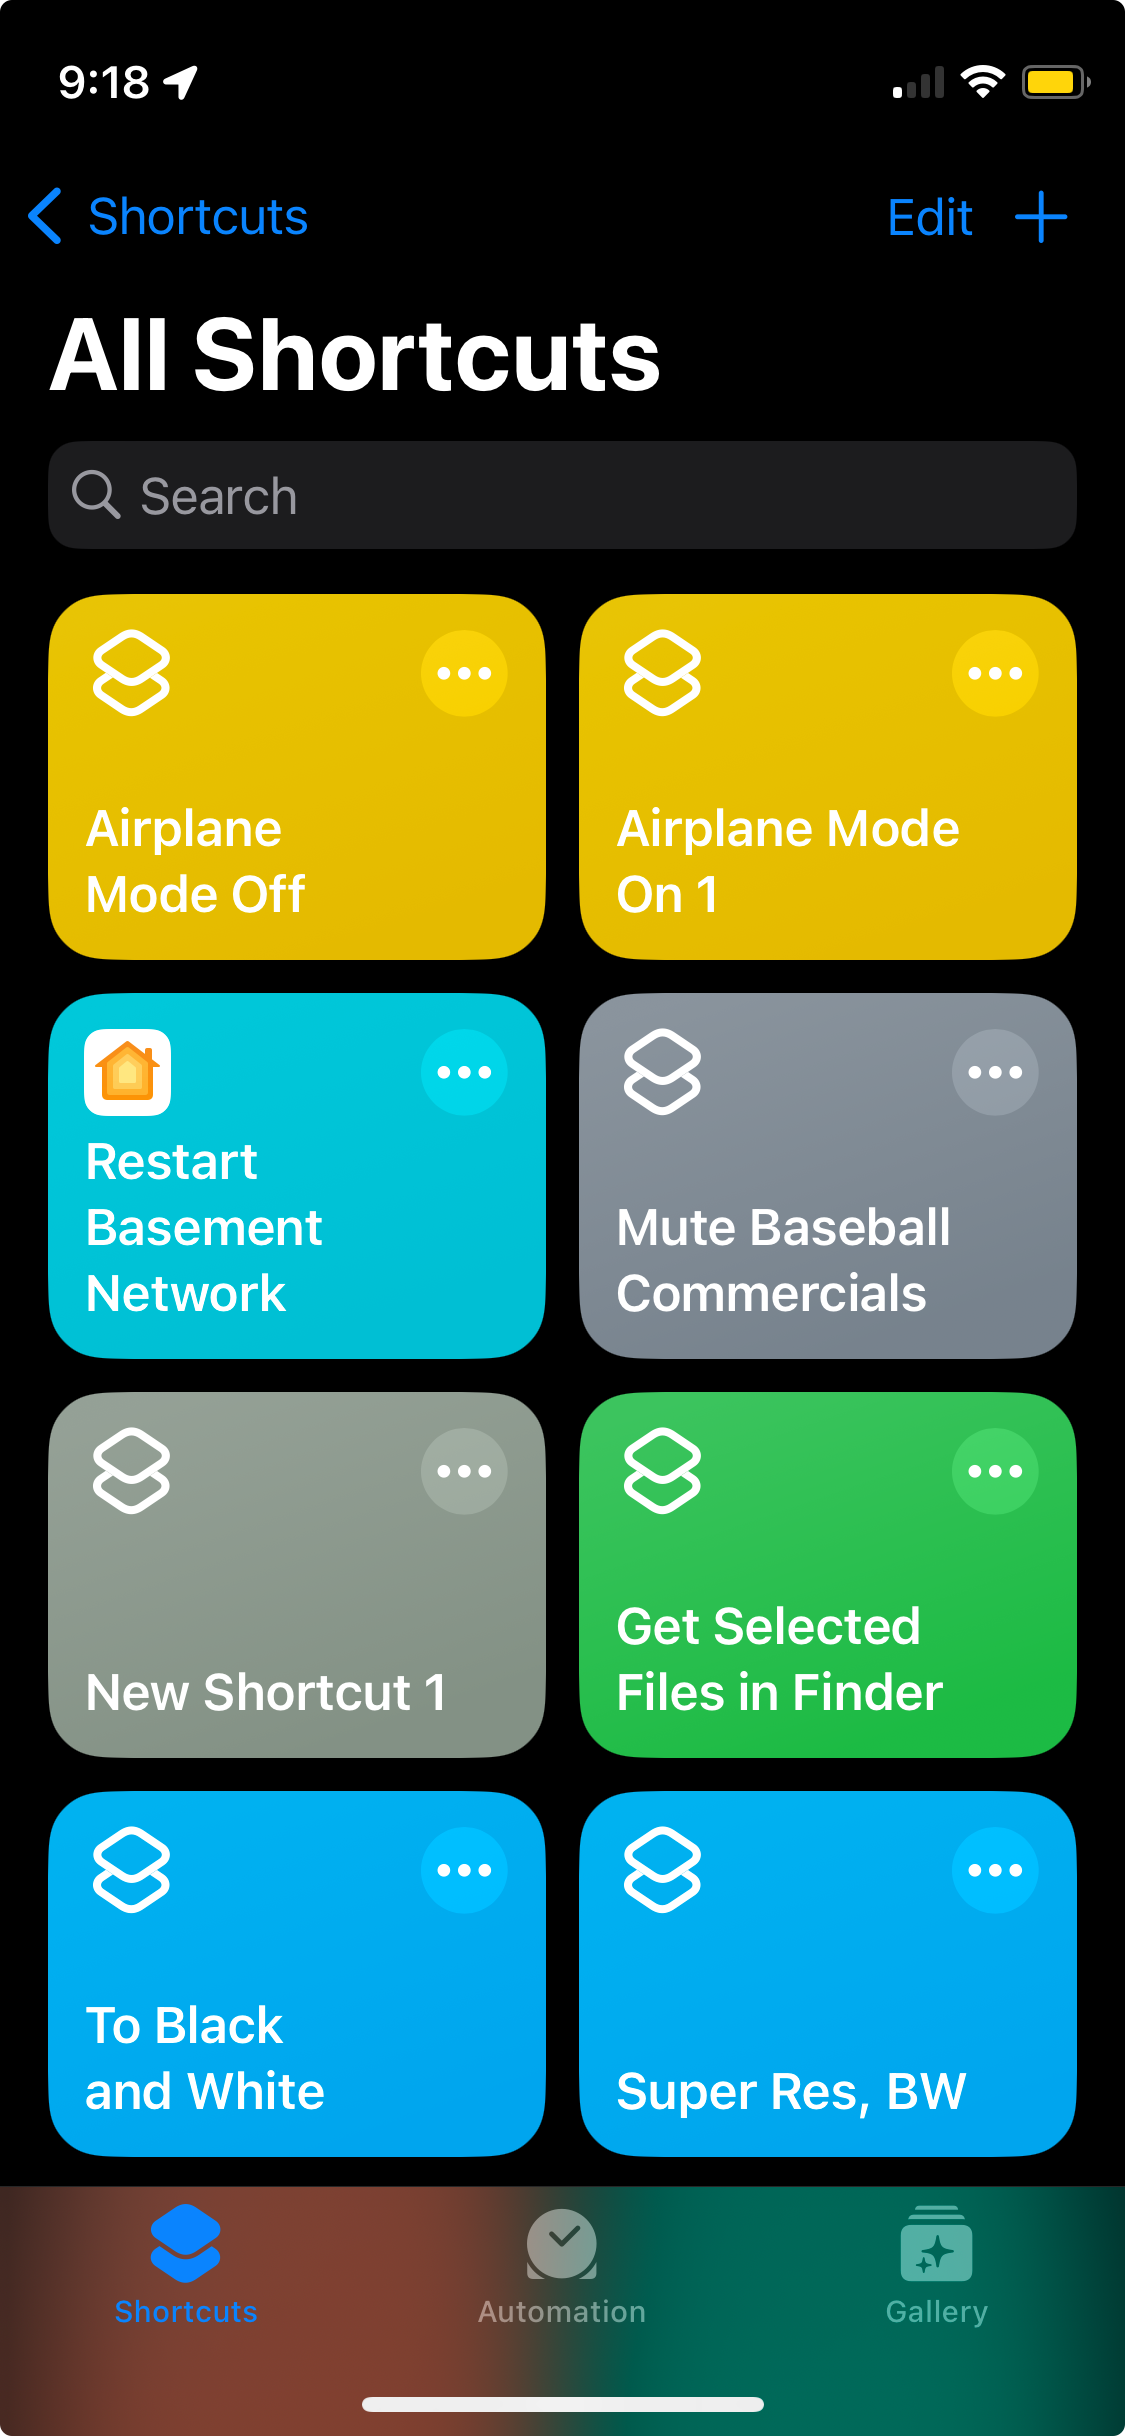 9:18
Shortcuts
Edit
All Shortcuts
Search
Airplane
Mode Off
Airplane Mode
On 1
Restart
Basement
Network
Mute Baseball
Commercials
New Shortcut 1
Get Selected
Files in Finder
To Black
and White
Super Res, BW
Shortcuts
Automation
Gallery